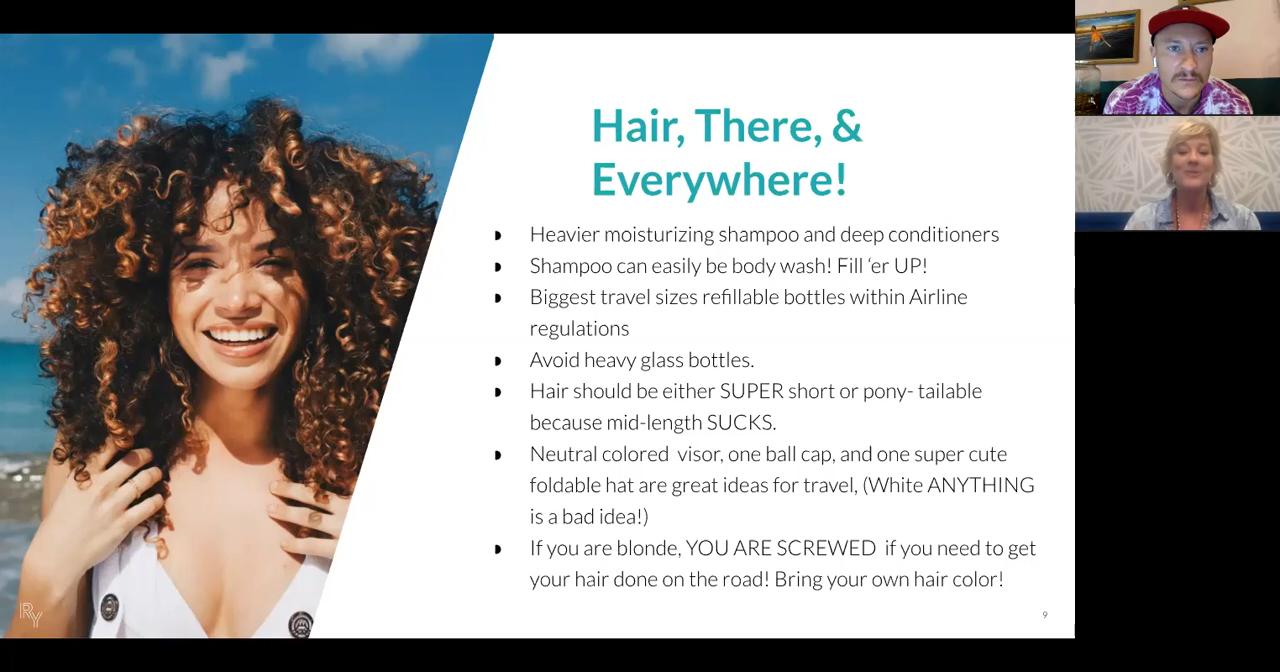 Hair, There, &
Everywhere!
Heavier moisturizing shampoo and deep conditioners
Shampoo can easily be body wash! Fill ‘er UP!
Biggest travel sizes refillable bottles within Airline
regulations
Avoid heavy glass bottles.
Hair should be either SUPER short or pony- tailable
because mid-length SUCKS.
Neutral colored  visor, one ball cap, and one super cute
foldable hat are great ideas for travel, (White ANYTHING
is a bad idea!)
If you are blonde, YOU ARE SCREWED  if you need to get
your hair done on the road! Bring your own hair color!
RY
9